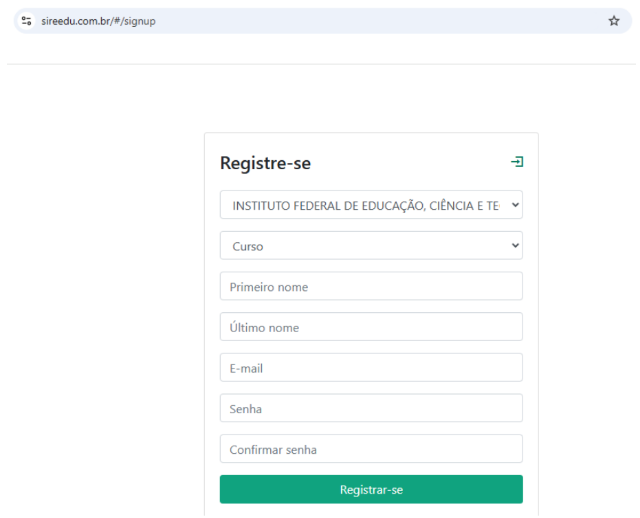 sireedu.com.br/#/signup
Registre-se
INSTITUTO FEDERAL DE EDUCAÇÃO, CIÊNCIA E TE
Curso
Primeiro nome
Último nome
E-mail
Senha
Confirmar senha
Registrar-se